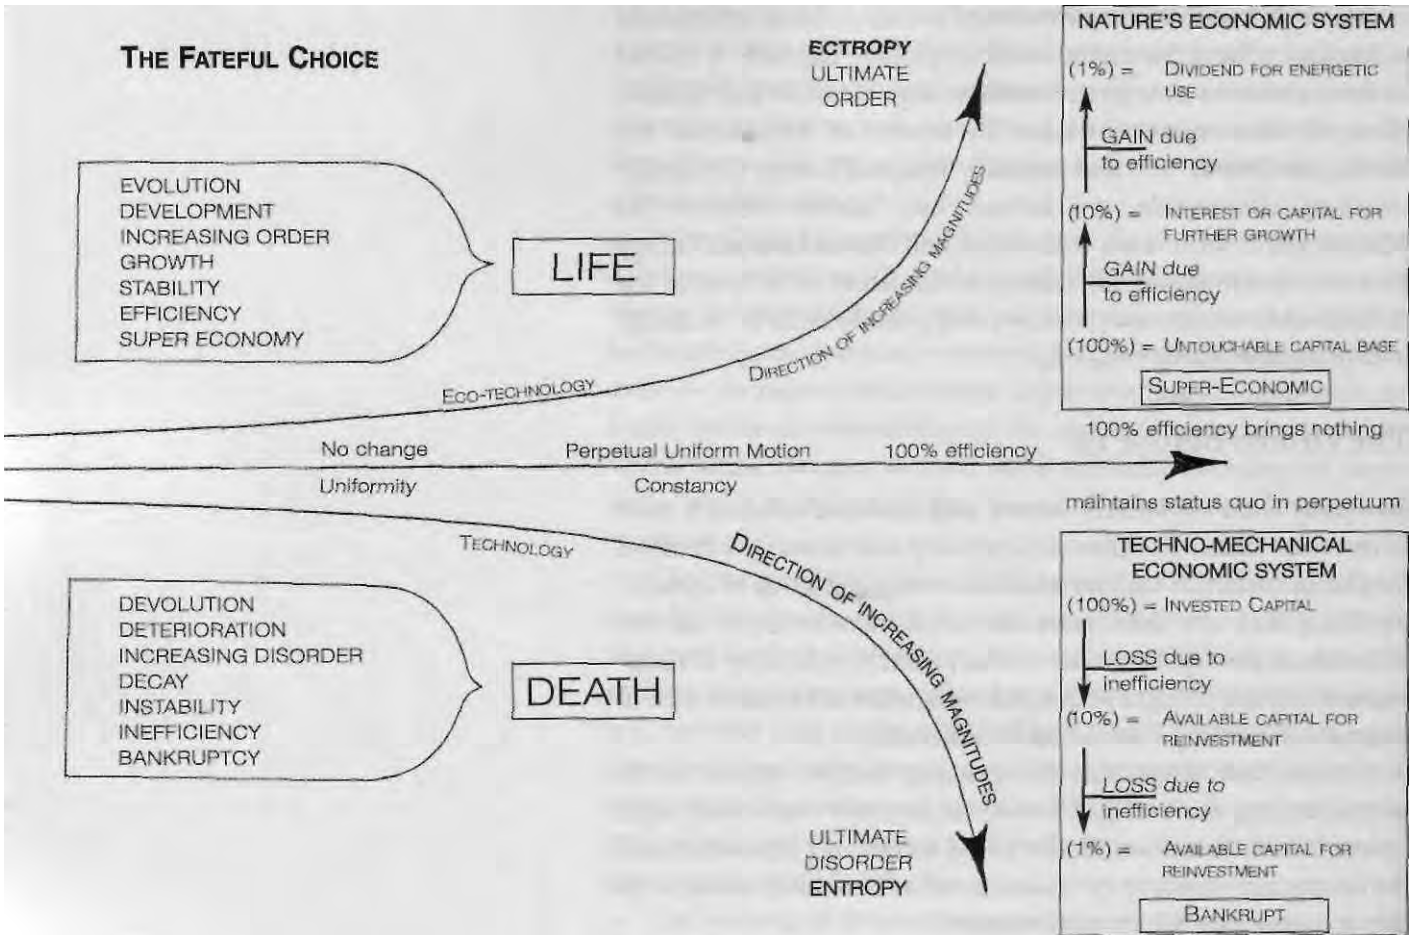 THE FATEFUL CHOICE
ECTROPY
ULTIMATE
ORDER
EVOLUTION
DEVELOPMENT
INCREASING ORDER
GROWTH
STABILITY
EFFICIENCY
SUPER ECONOMY
LIFE
ECO-TECHNOLOGY
DIRECTION OF INCREASING MAGNITUDES
NATURE'S ECONOMIC SYSTEM
(1%) = DIVIDEND FOR ENERGETIC
USE
GAIN due
to efficiency
(10%) = INTEREST OR CAPITAL FOR
FURTHER GROWTH
GAIN due
to efficiency
(100%) = UNTOUCHABLE CAPITAL BASE
SUPER-ECONOMIC
No change
Perpetual Uniform Motion
100% efficiency
100% efficiency brings nothing
Uniformity
Constancy
maintains status quo in perpetuum
TECHNOLOGY
DIRECTION OF INCREASING MAGNITUDES
DEVOLUTION
DETERIORATION
INCREASING DISORDER
DECAY
INSTABILITY
INEFFICIENCY
BANKRUPTCY
DEATH
ULTIMATE
DISORDER
ENTROPY
TECHNO-MECHANICAL
ECONOMIC SYSTEM
(100%) = INVESTED CAPITAL
LOSS due to
inefficiency
(10%) = AVAILABLE CAPITAL FOR
REINVESTMENT
LOSS due to
inefficiency
(1%) = AVAILABLE CAPITAL FOR
REINVESTMENT
BANKRUPT